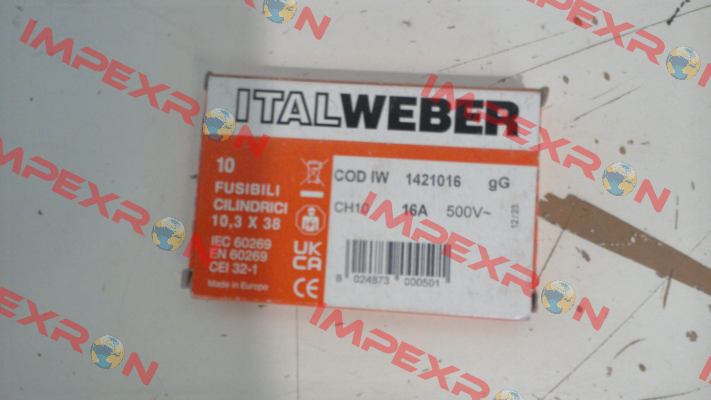 ITALWEBER
10
FUSIBILI
CILINDRICI
10,3 X 38
IEC 60269
EN 60269
CEI 32-1
Made in Europe
UK
CA
CE
COD IW 1421016 gG
CH10 16A 500V~
12/23
8 024873 000501
IMPEXRON
IMPEXRON
IMPEXRON
IMPEXRON
IMPEXRON
IMPEXRON